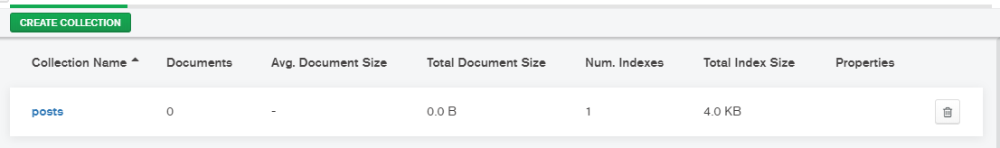 CREATE COLLECTION
Collection Name Documents Avg. Document Size Total Document Size Num. Indexes Total Index Size Properties
posts 0 - 0.0 B 1 4.0 KB